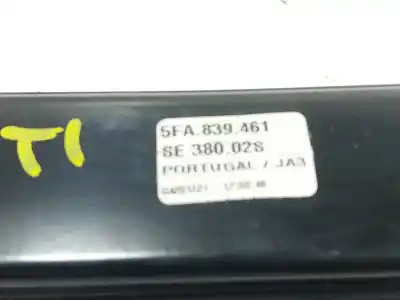 TI
5FA.839.461
SE 380.02S
PORTUGAL / JA3